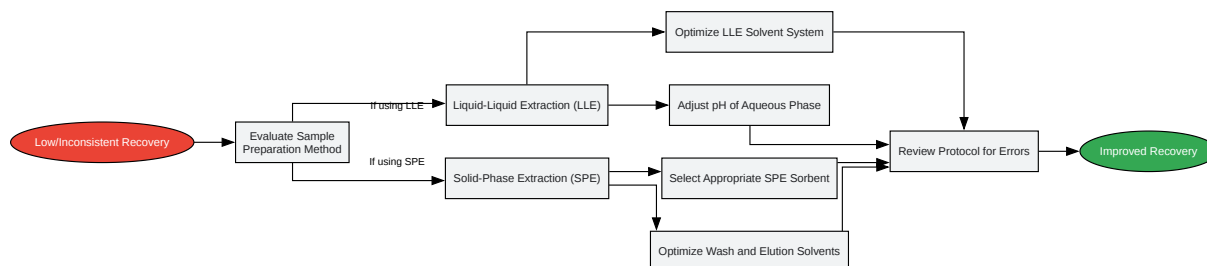 Optimize LLE Solvent System
If using LLE
Liquid-Liquid Extraction (LLE)
Adjust pH of Aqueous Phase
Low/Inconsistent Recovery
Evaluate Sample
Preparation Method
Review Protocol for Errors
Improved Recovery
If using SPE
Solid-Phase Extraction (SPE)
Select Appropriate SPE Sorbent
Optimize Wash and Elution Solvents